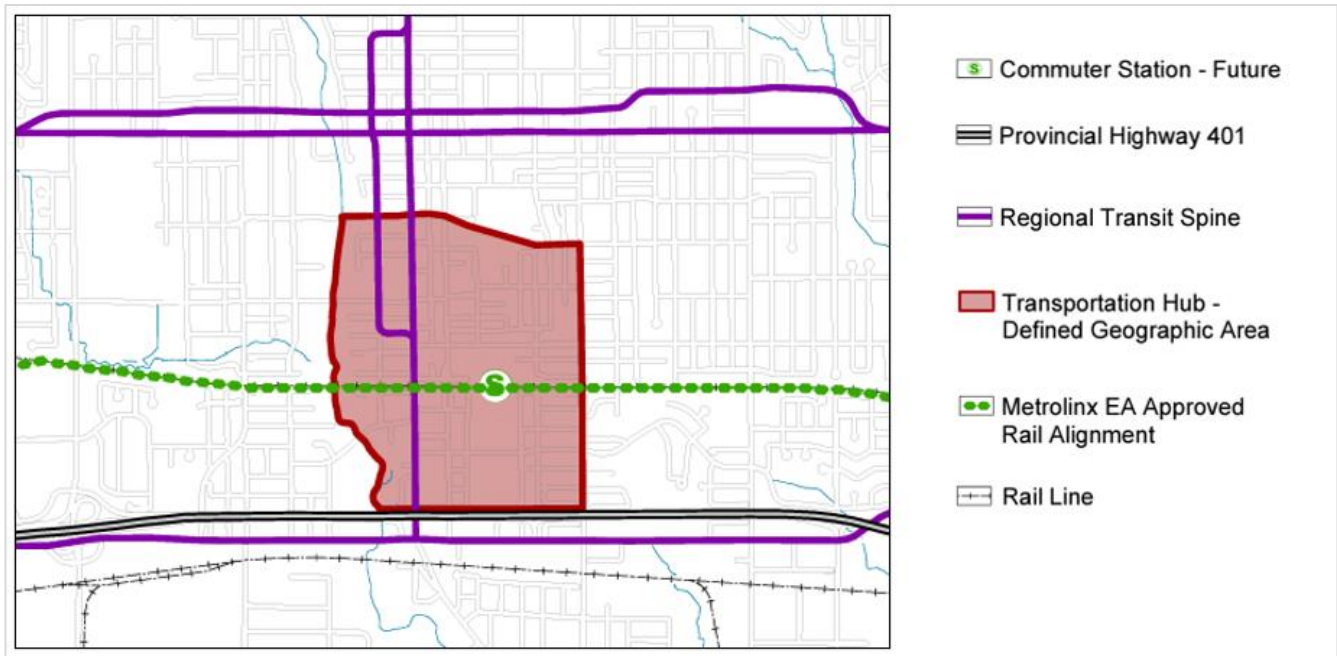 S Commuter Station - Future
Provincial Highway 401
Regional Transit Spine
Transportation Hub -
Defined Geographic Area
Metrolinx EA Approved
Rail Alignment
Rail Line
S